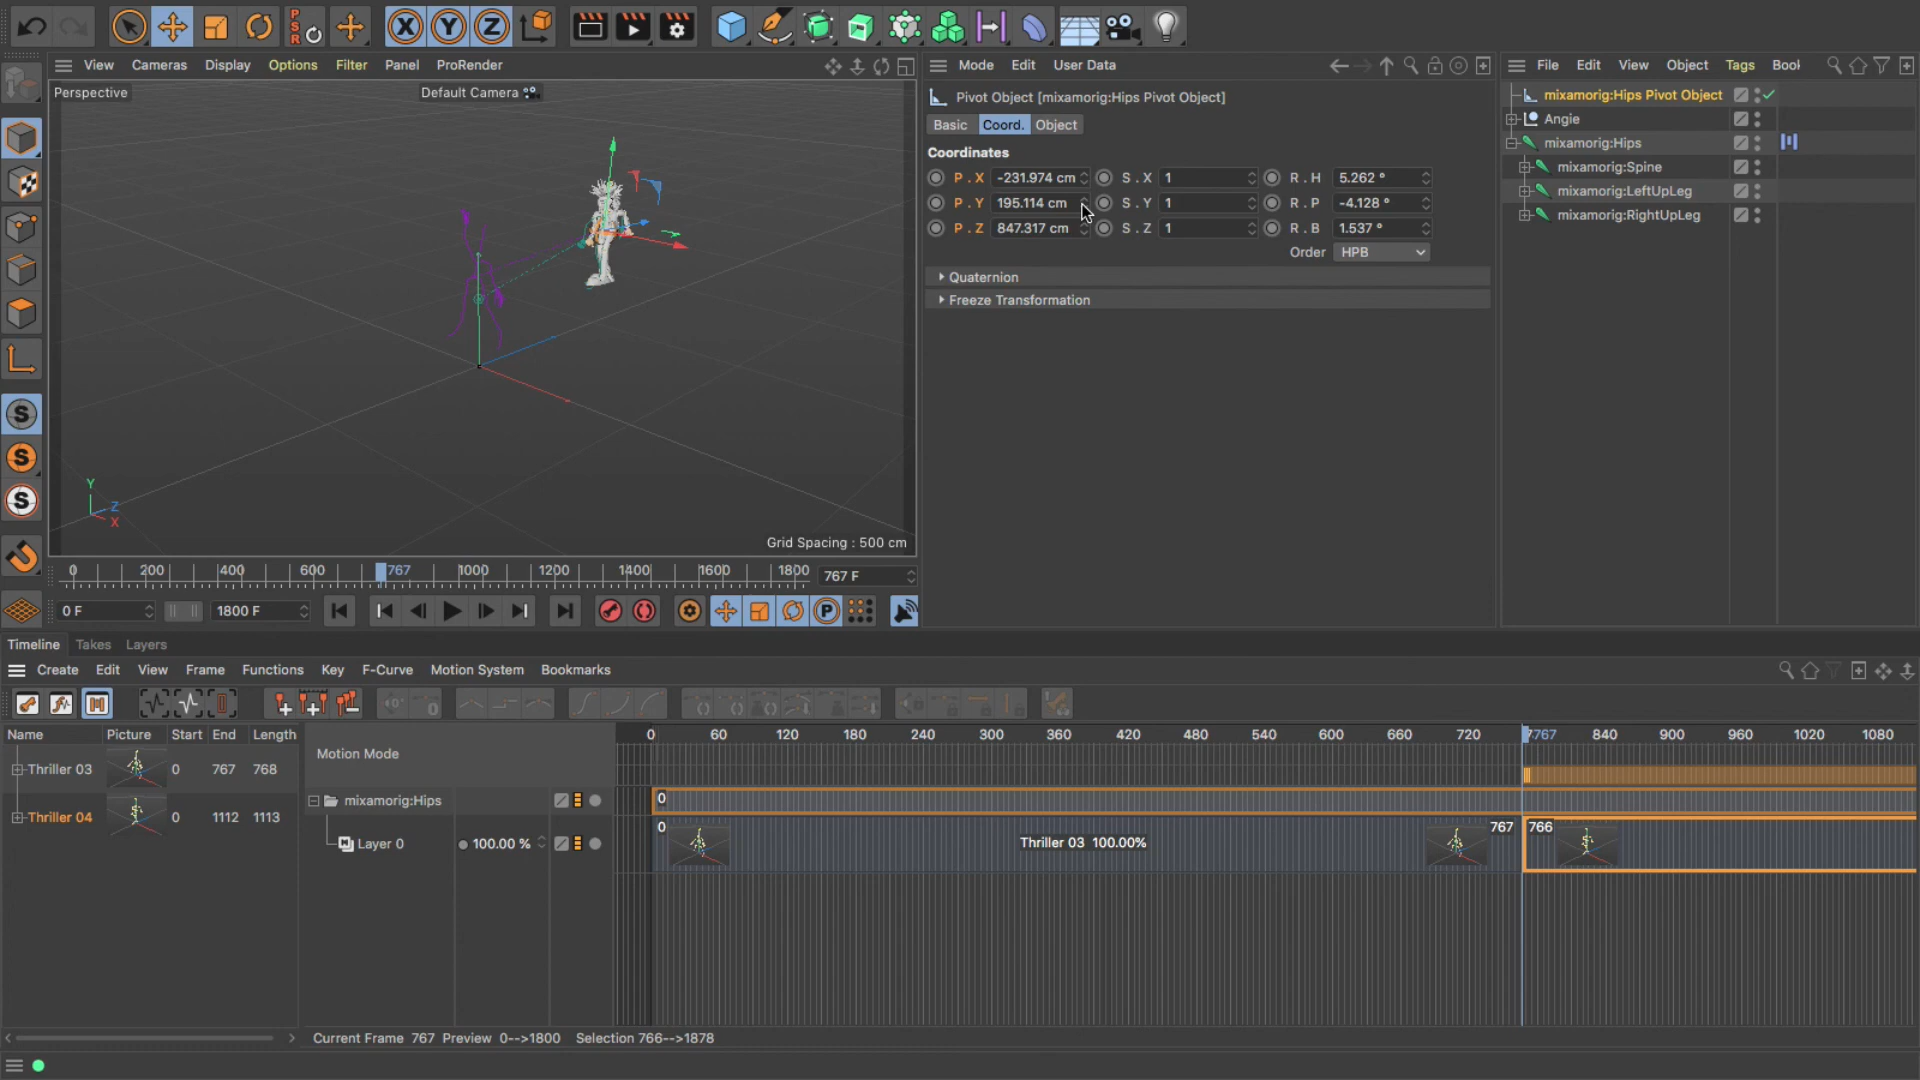 PSR
X Y Z
View Cameras Display Options Filter Panel ProRender
Mode Edit User Data
File Edit View Object Tags Bool
Perspective
Default Camera
Pivot Object [mixamorig:Hips Pivot Object]
mixamorig:Hips Pivot Object
Basic Coord. Object
Angie
Coordinates
mixamorig:Hips
P . X -231.974 cm S . X 1 R . H 5.262 °
mixamorig:Spine
P . Y 195.114 cm S . Y 1 R . P -4.128 °
mixamorig:LeftUpLeg
P . Z 847.317 cm S . Z 1 R . B 1.537 °
mixamorig:RightUpLeg
Order HPB
Quaternion
Freeze Transformation
S
S
S
Y
Z
X
Grid Spacing : 500 cm
0 200 400 600 767 1000 1200 1400 1600 1800 767 F
0 F 1800 F P
Timeline Takes Layers
Create Edit View Frame Functions Key F-Curve Motion System Bookmarks
Name Picture Start End Length
0 60 120 180 240 300 360 420 480 540 600 660 720 767 840 900 960 1020 1080
Motion Mode
Thriller 03 0 767 768
mixamorig:Hips 0
Thriller 04 0 1112 1113
0 767 766
Layer 0 100.00 % Thriller 03 100.00%
Current Frame 767 Preview 0-->1800 Selection 766-->1878